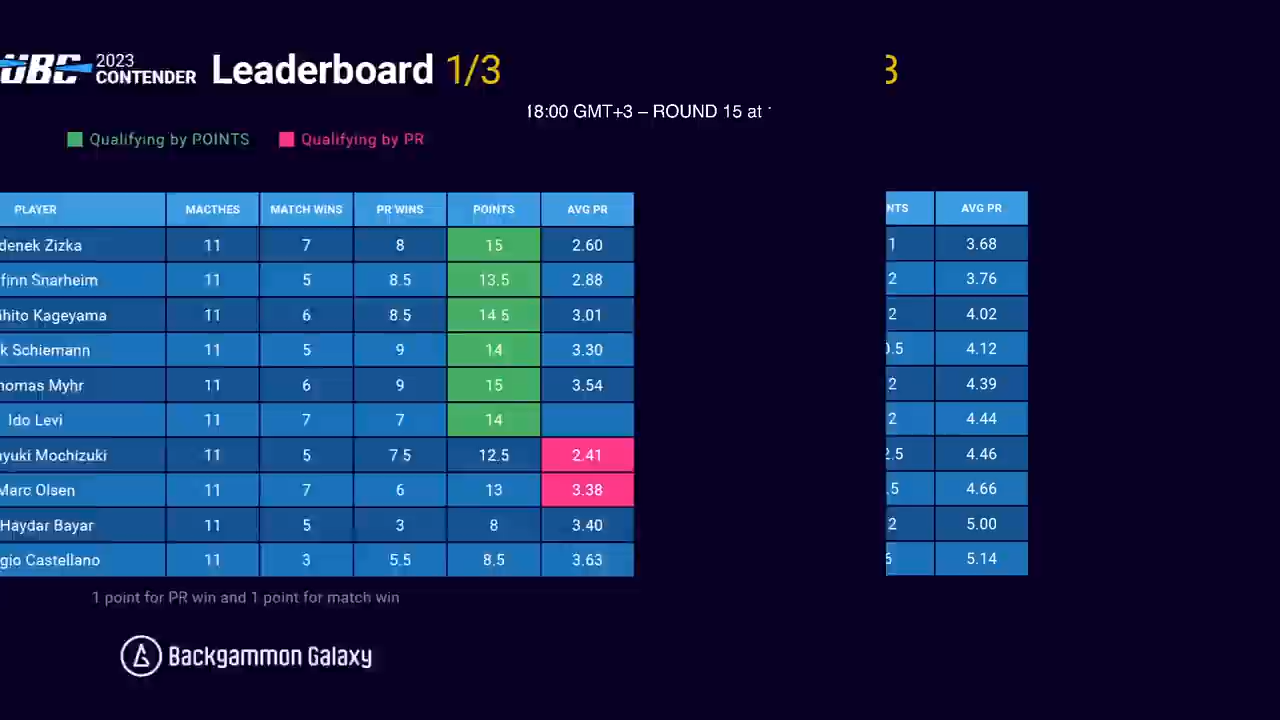 UBC 2023 CONTENDER Leaderboard 1/3
18:00 GMT+3 – ROUND 15 at
Qualifying by POINTS Qualifying by PR
PLAYER MACTHES MATCH WINS PR WINS POINTS AVG PR
denek Zizka 11 7 8 15 2.60
finn Snarheim 11 5 8.5 13.5 2.88
hito Kageyama 11 6 8.5 14.5 3.01
k Schiemann 11 5 9 14 3.30
homas Myhr 11 6 9 15 3.54
Ido Levi 11 7 7 14
yuki Mochizuki 11 5 7.5 12.5 2.41
Marc Olsen 11 7 6 13 3.38
Haydar Bayar 11 5 3 8 3.40
gio Castellano 11 3 5.5 8.5 3.63
1 point for PR win and 1 point for match win
Backgammon Galaxy
3
NTS AVG PR
1 3.68
2 3.76
2 4.02
0.5 4.12
2 4.39
2 4.44
2.5 4.46
.5 4.66
2 5.00
6 5.14